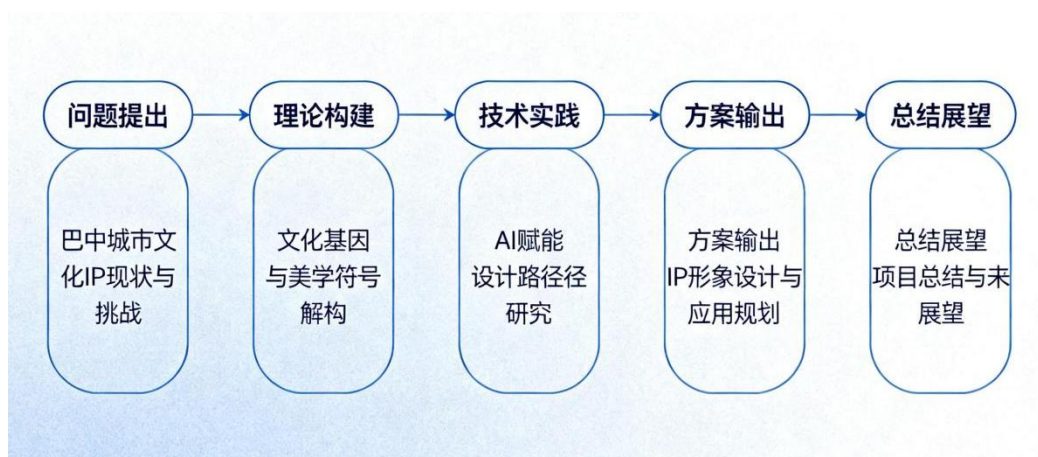 问题提出
理论构建
技术实践
方案输出
总结展望
巴中城市文
化IP现状与
挑战
文化基因
与美学符号
解构
AI赋能
设计路径径
研究
方案输出
IP形象设计与
应用规划
总结展望
项目总结与未
展望